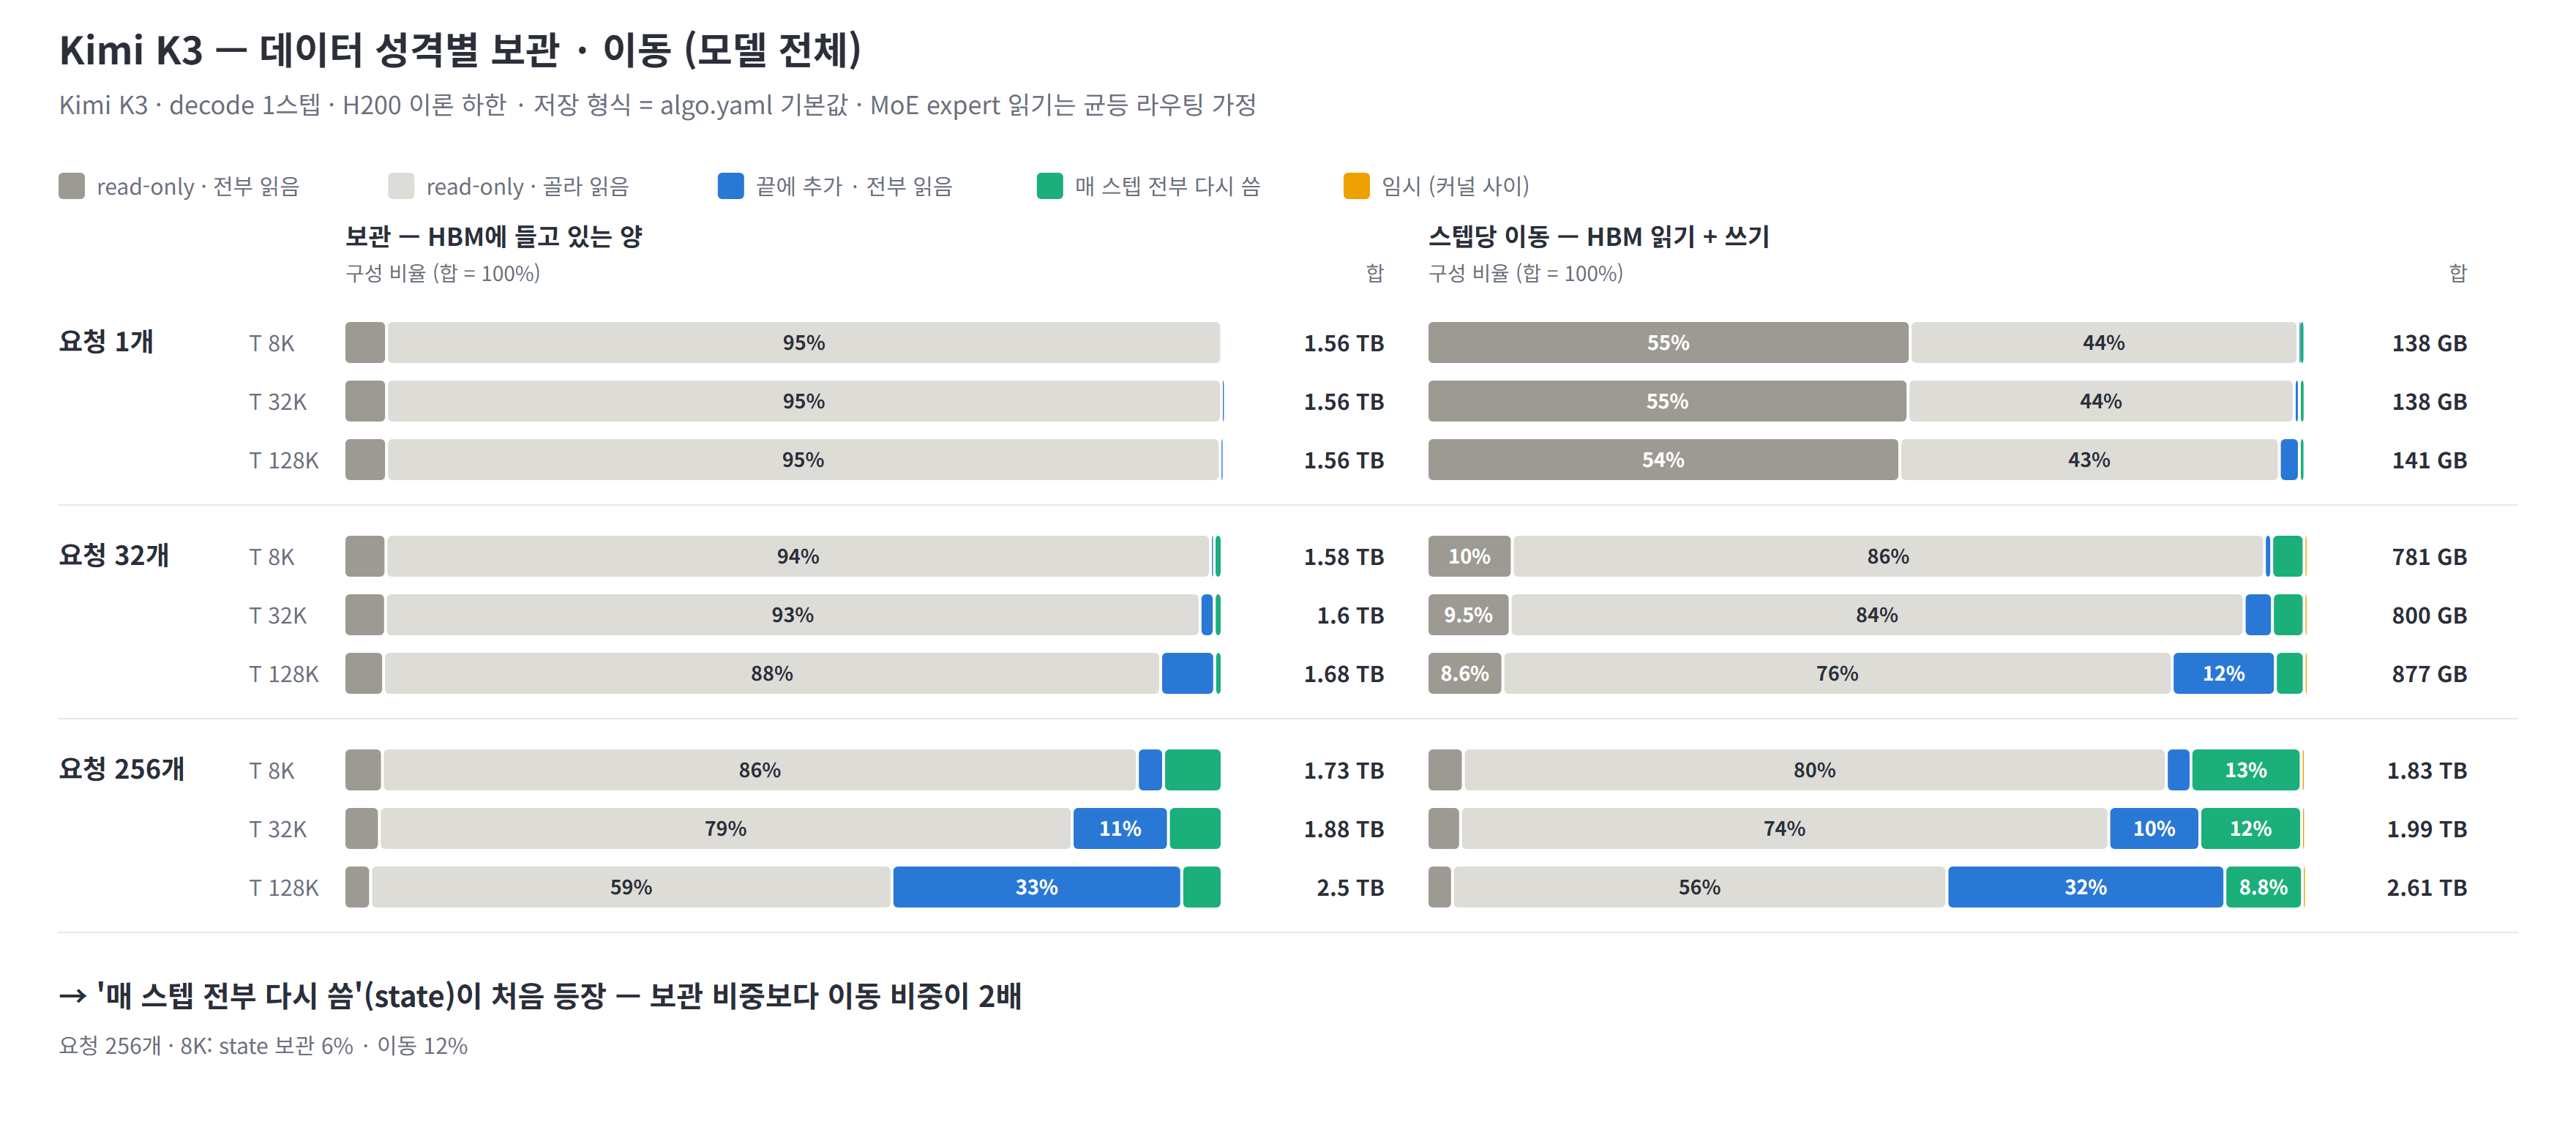 Kimi K3 — 데이터 성격별 보관 · 이동 (모델 전체)
Kimi K3 · decode 1스텝 · H200 이론 하한 · 저장 형식 = algo.yaml 기본값 · MoE expert 읽기는 균등 라우팅 가정
read-only · 전부 읽음 read-only · 골라 읽음 끝에 추가 · 전부 읽음 매 스텝 전부 다시 씀 임시 (커널 사이)
보관 — HBM에 들고 있는 양 스텝당 이동 — HBM 읽기 + 쓰기
구성 비율 (합 = 100%) 합 구성 비율 (합 = 100%) 합
요청 1개 T 8K 95% 1.56 TB 55% 44% 138 GB
T 32K 95% 1.56 TB 55% 44% 138 GB
T 128K 95% 1.56 TB 54% 43% 141 GB
요청 32개 T 8K 94% 1.58 TB 10% 86% 781 GB
T 32K 93% 1.6 TB 9.5% 84% 800 GB
T 128K 88% 1.68 TB 8.6% 76% 12% 877 GB
요청 256개 T 8K 86% 1.73 TB 80% 13% 1.83 TB
T 32K 79% 11% 1.88 TB 74% 10% 12% 1.99 TB
T 128K 59% 33% 2.5 TB 56% 32% 8.8% 2.61 TB
→ '매 스텝 전부 다시 씀'(state)이 처음 등장 — 보관 비중보다 이동 비중이 2배
요청 256개 · 8K: state 보관 6% · 이동 12%